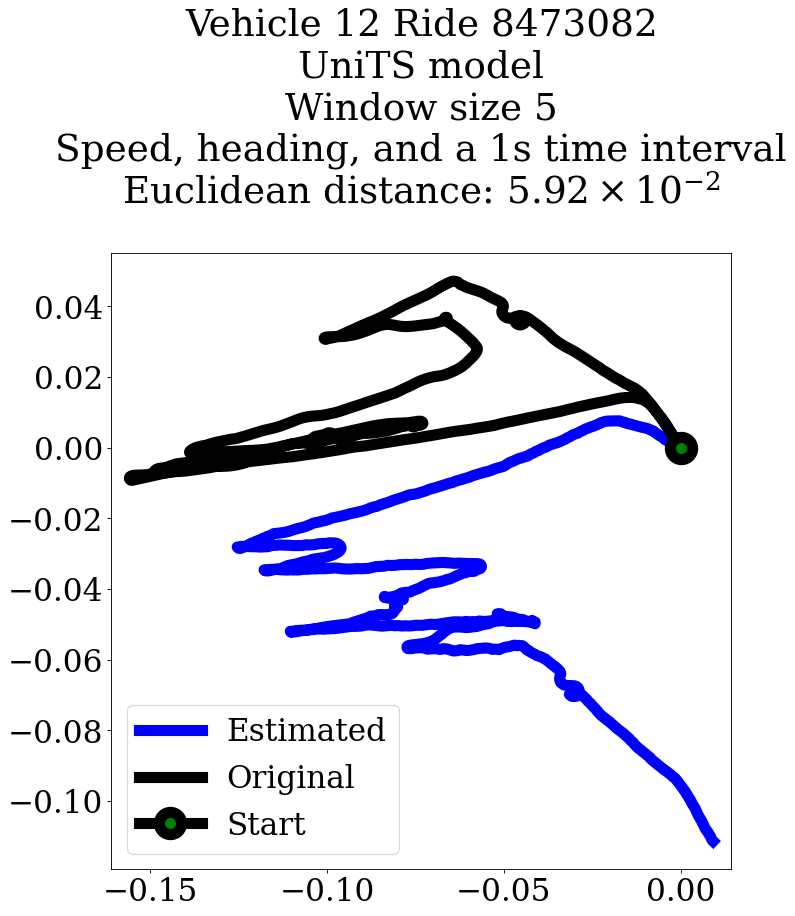 Vehicle 12 Ride 8473082
UniTS model
Window size 5
Speed, heading, and a 1s time interval
Euclidean distance: 5.92 × 10⁻²
0.04
0.02
0.00
−0.02
−0.04
−0.06
−0.08
−0.10
Estimated
Original
Start
−0.15 −0.10 −0.05 0.00